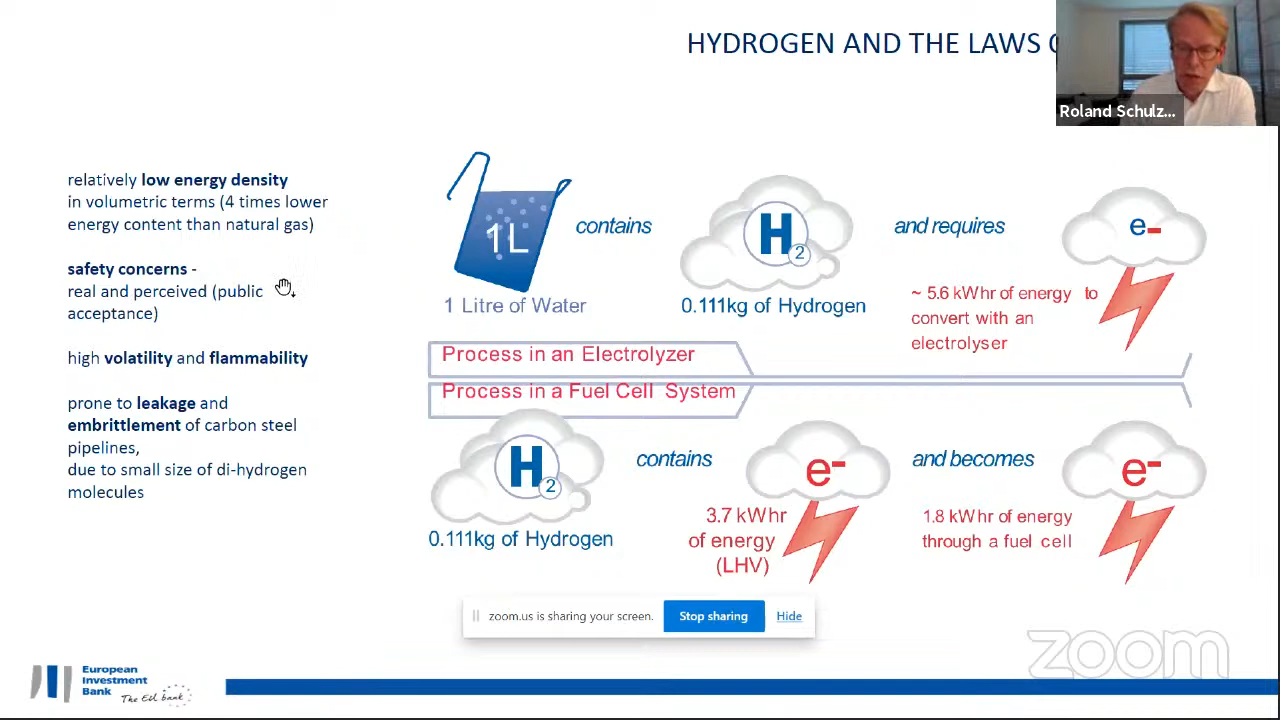 HYDROGEN AND THE LAWS
Roland Schulz...
relatively low energy density
in volumetric terms (4 times lower
energy content than natural gas)
safety concerns -
real and perceived (public
acceptance)
high volatility and flammability
prone to leakage and
embrittlement of carbon steel
pipelines,
due to small size of di-hydrogen
molecules
1L
contains
H2
and requires
e-
1 Litre of Water
0.111kg of Hydrogen
~ 5.6 kWhr of energy to
convert with an
electrolyser
Process in an Electrolyzer
Process in a Fuel Cell System
H2
contains
e-
and becomes
e-
0.111kg of Hydrogen
3.7 kWhr
of energy
(LHV)
1.8 kWhr of energy
through a fuel cell
zoom.us is sharing your screen.
Stop sharing
Hide
zoom
European
Investment
Bank
The EU bank